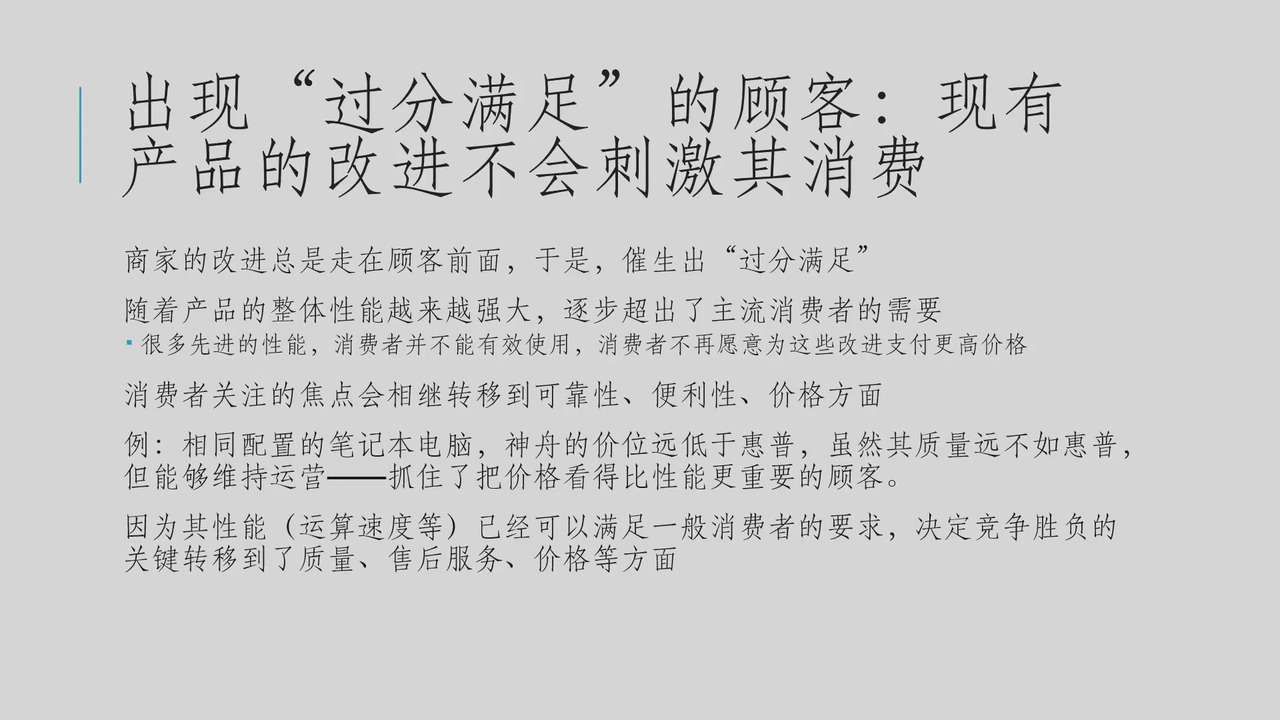 出现“过分满足”的顾客：现有
产品的改进不会刺激其消费
商家的改进总是走在顾客前面，于是，催生出“过分满足”
随着产品的整体性能越来越强大，逐步超出了主流消费者的需要
▪ 很多先进的性能，消费者并不能有效使用，消费者不再愿意为这些改进支付更高价格
消费者关注的焦点会相继转移到可靠性、便利性、价格方面
例：相同配置的笔记本电脑，神舟的价位远低于惠普，虽然其质量远不如惠普，
但能够维持运营——抓住了把价格看得比性能更重要的顾客。
因为其性能（运算速度等）已经可以满足一般消费者的要求，决定竞争胜负的
关键转移到了质量、售后服务、价格等方面